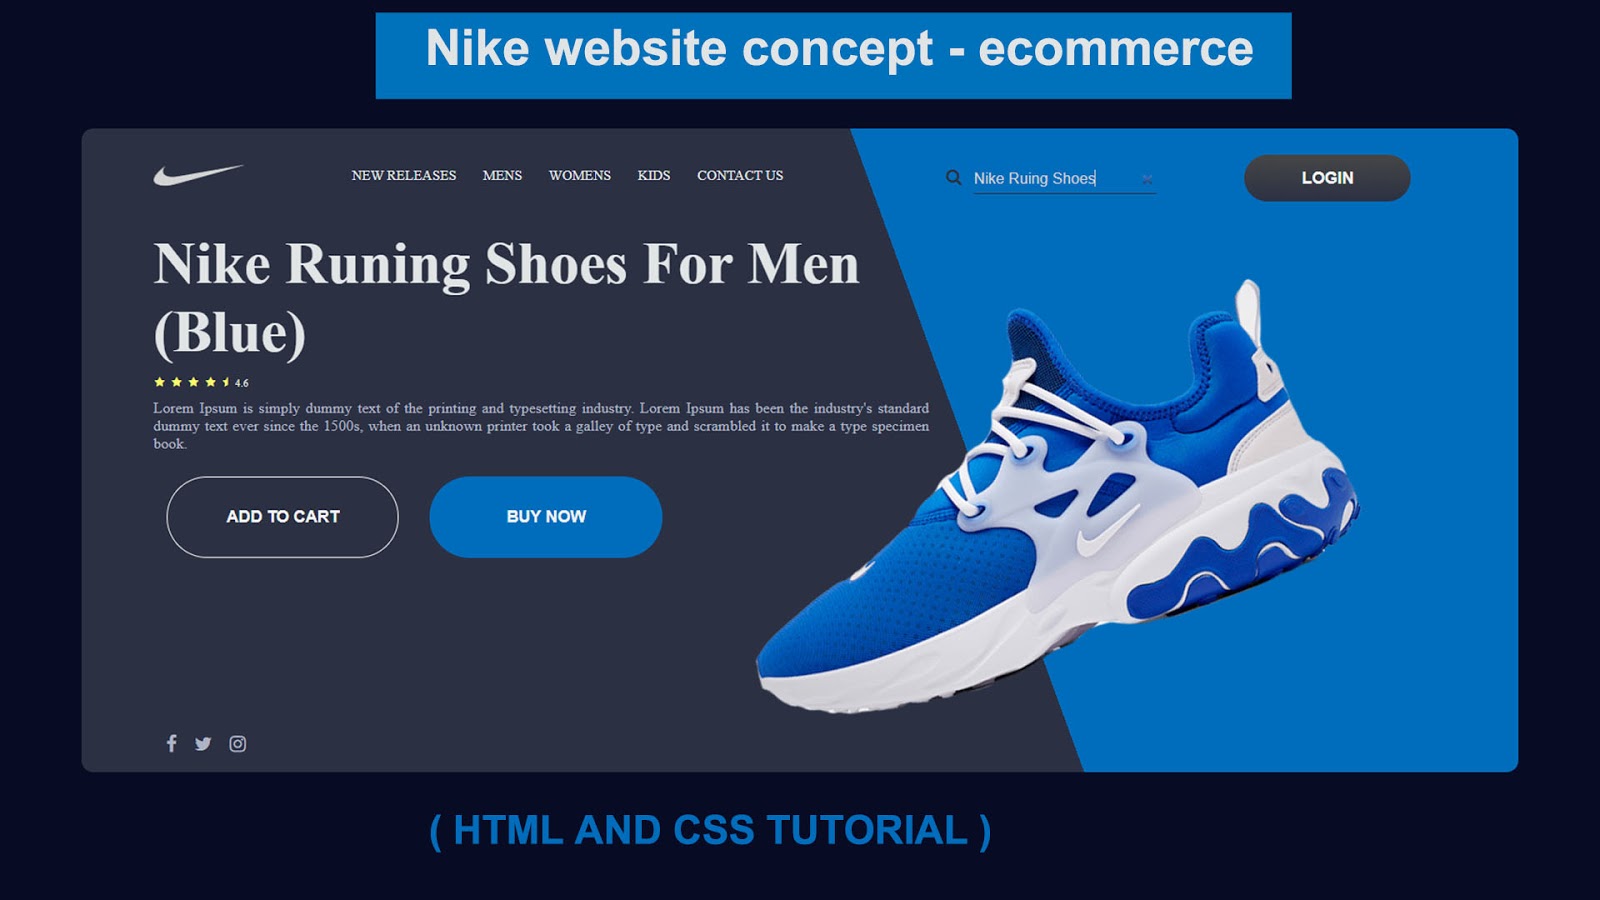 Nike website concept - ecommerce
NEW RELEASES MENS WOMENS KIDS CONTACT US
Nike Ruing Shoes
LOGIN
Nike Runing Shoes For Men
(Blue)
4.6
Lorem Ipsum is simply dummy text of the printing and typesetting industry. Lorem Ipsum has been the industry's standard
dummy text ever since the 1500s, when an unknown printer took a galley of type and scrambled it to make a type specimen
book.
ADD TO CART
BUY NOW
( HTML AND CSS TUTORIAL )